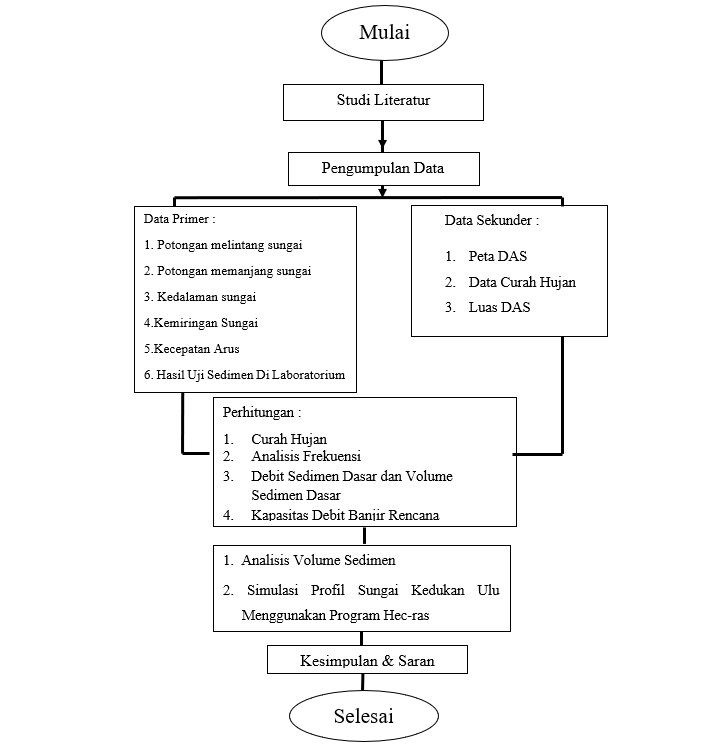 Mulai
Studi Literatur
Pengumpulan Data
Data Primer :
1. Potongan melintang sungai
2. Potongan memanjang sungai
3. Kedalaman sungai
4.Kemiringan Sungai
5.Kecepatan Arus
6. Hasil Uji Sedimen Di Laboratorium
Data Sekunder :
1. Peta DAS
2. Data Curah Hujan
3. Luas DAS
Perhitungan :
1. Curah Hujan
2. Analisis Frekuensi
3. Debit Sedimen Dasar dan Volume
Sedimen Dasar
4. Kapasitas Debit Banjir Rencana
1. Analisis Volume Sedimen
2. Simulasi Profil Sungai Kedukan Ulu
Menggunakan Program Hec-ras
Kesimpulan & Saran
Selesai